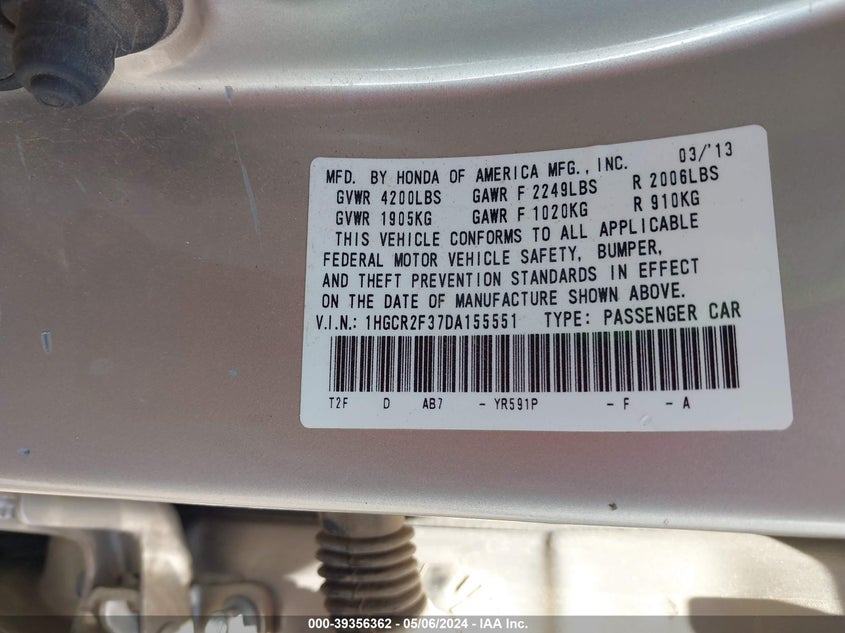 MFD. BY HONDA OF AMERICA MFG., INC. 03/'13
GVWR 4200LBS GAWR F 2249LBS R 2006LBS
GVWR 1905KG GAWR F 1020KG R 910KG
THIS VEHICLE CONFORMS TO ALL APPLICABLE
FEDERAL MOTOR VEHICLE SAFETY, BUMPER,
AND THEFT PREVENTION STANDARDS IN EFFECT
ON THE DATE OF MANUFACTURE SHOWN ABOVE.
V.I.N.: 1HGCR2F37DA155551 TYPE: PASSENGER CAR
T2F D AB7 - YR591P - F - A
000-39356362 - 05/06/2024 - IAA Inc.